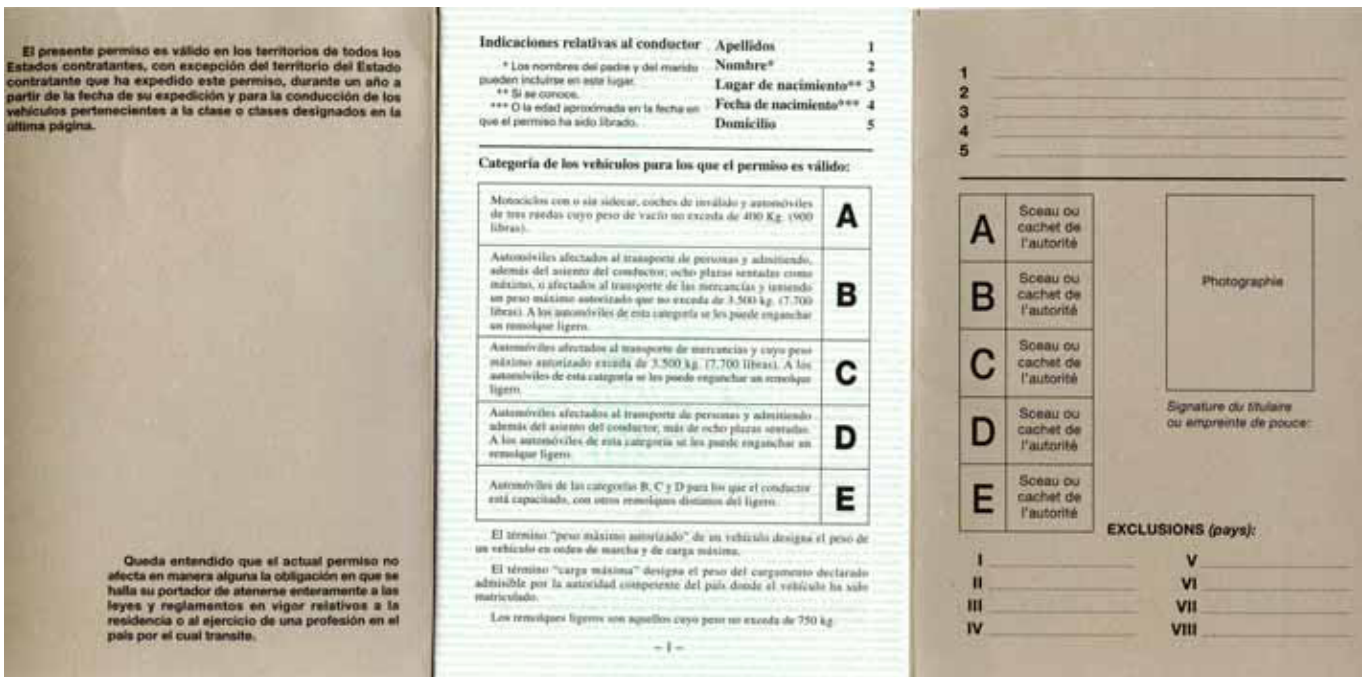 El presente permiso es válido en los territorios de todos los
Estados contratantes, con excepción del territorio del Estado
contratante que ha expedido este permiso, durante un año a
partir de la fecha de su expedición y para la conducción de los
vehículos pertenecientes a la clase o clases designados en la
última página.
Queda entendido que el actual permiso no
afecta en manera alguna la obligación en que se
halla su portador de atenerse enteramente a las
leyes y reglamentos en vigor relativos a la
residencia o al ejercicio de una profesión en el
país por el cual transite.
Indicaciones relativas al conductor
* Los nombres del padre y del marido
pueden incluirse en este lugar.
** Si se conoce.
*** O la edad aproximada en la fecha en
que el permiso ha sido librado.
Apellidos 1
Nombre* 2
Lugar de nacimiento** 3
Fecha de nacimiento*** 4
Domicilio 5
Categoría de los vehículos para los que el permiso es válido:
Motociclos con o sin sidecar, coches de inválido y automóviles
de tres ruedas cuyo peso de vacío no exceda de 400 Kg. (900
libras).
A
Automóviles afectados al transporte de personas y admitiendo,
además del asiento del conductor, ocho plazas sentadas como
máximo, o afectados al transporte de las mercancías y teniendo
un peso máximo autorizado que no exceda de 3.500 kg. (7.700
libras). A los automóviles de esta categoría se les puede enganchar
un remolque ligero.
B
Automóviles afectados al transporte de mercancías y cuyo peso
máximo autorizado exceda de 3.500 kg. (7.700 libras). A los
automóviles de esta categoría se les puede enganchar un remolque
ligero.
C
Automóviles afectados al transporte de personas y admitiendo
además del asiento del conductor, más de ocho plazas sentadas.
A los automóviles de esta categoría se les puede enganchar un
remolque ligero.
D
Automóviles de las categorías B, C y D para los que el conductor
está capacitado, con otros remolques distintos del ligero.
E
El término "peso máximo autorizado" de un vehículo designa el peso de
un vehículo en orden de marcha y de carga máxima.
El término "carga máxima" designa el peso del cargamento declarado
admisible por la autoridad competente del país donde el vehículo ha sido
matriculado.
Los remolques ligeros son aquellos cuyo peso no exceda de 750 kg.
– 1 –
1
2
3
4
5
A
Sceau ou
cachet de
l'autorité
B
Sceau ou
cachet de
l'autorité
C
Sceau ou
cachet de
l'autorité
D
Sceau ou
cachet de
l'autorité
E
Sceau ou
cachet de
l'autorité
Photographie
Signature du titulaire
ou empreinte de pouce:
EXCLUSIONS (pays):
I
II
III
IV
V
VI
VII
VIII